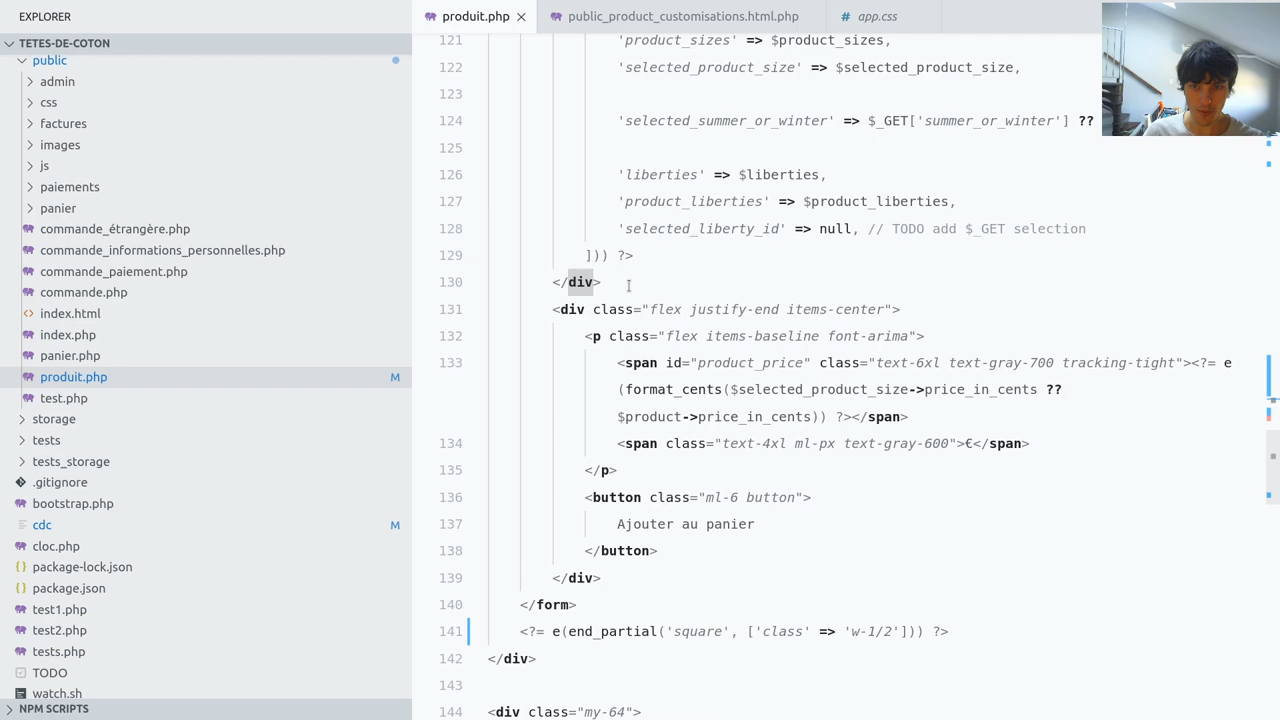 EXPLORER
TETES-DE-COTON
public
admin
css
factures
images
js
paiements
panier
commande_étrangère.php
commande_informations_personnelles.php
commande_paiement.php
commande.php
index.html
index.php
panier.php
produit.php M
test.php
storage
tests
tests_storage
.gitignore
bootstrap.php
cdc M
cloc.php
package-lock.json
package.json
test1.php
test2.php
tests.php
TODO
watch.sh
NPM SCRIPTS
produit.php
public_product_customisations.html.php
# app.css
121 'product_sizes' => $product_sizes,
122 'selected_product_size' => $selected_product_size,
123
124 'selected_summer_or_winter' => $_GET['summer_or_winter'] ??
125
126 'liberties' => $liberties,
127 'product_liberties' => $product_liberties,
128 'selected_liberty_id' => null, // TODO add $_GET selection
129 ])) ?>
130 </div>
131 <div class="flex justify-end items-center">
132 <p class="flex items-baseline font-arima">
133 <span id="product_price" class="text-6xl text-gray-700 tracking-tight"><?= e
(format_cents($selected_product_size->price_in_cents ??
$product->price_in_cents)) ?></span>
134 <span class="text-4xl ml-px text-gray-600">€</span>
135 </p>
136 <button class="ml-6 button">
137 Ajouter au panier
138 </button>
139 </div>
140 </form>
141 <?= e(end_partial('square', ['class' => 'w-1/2'])) ?>
142 </div>
143
144 <div class="my-64">